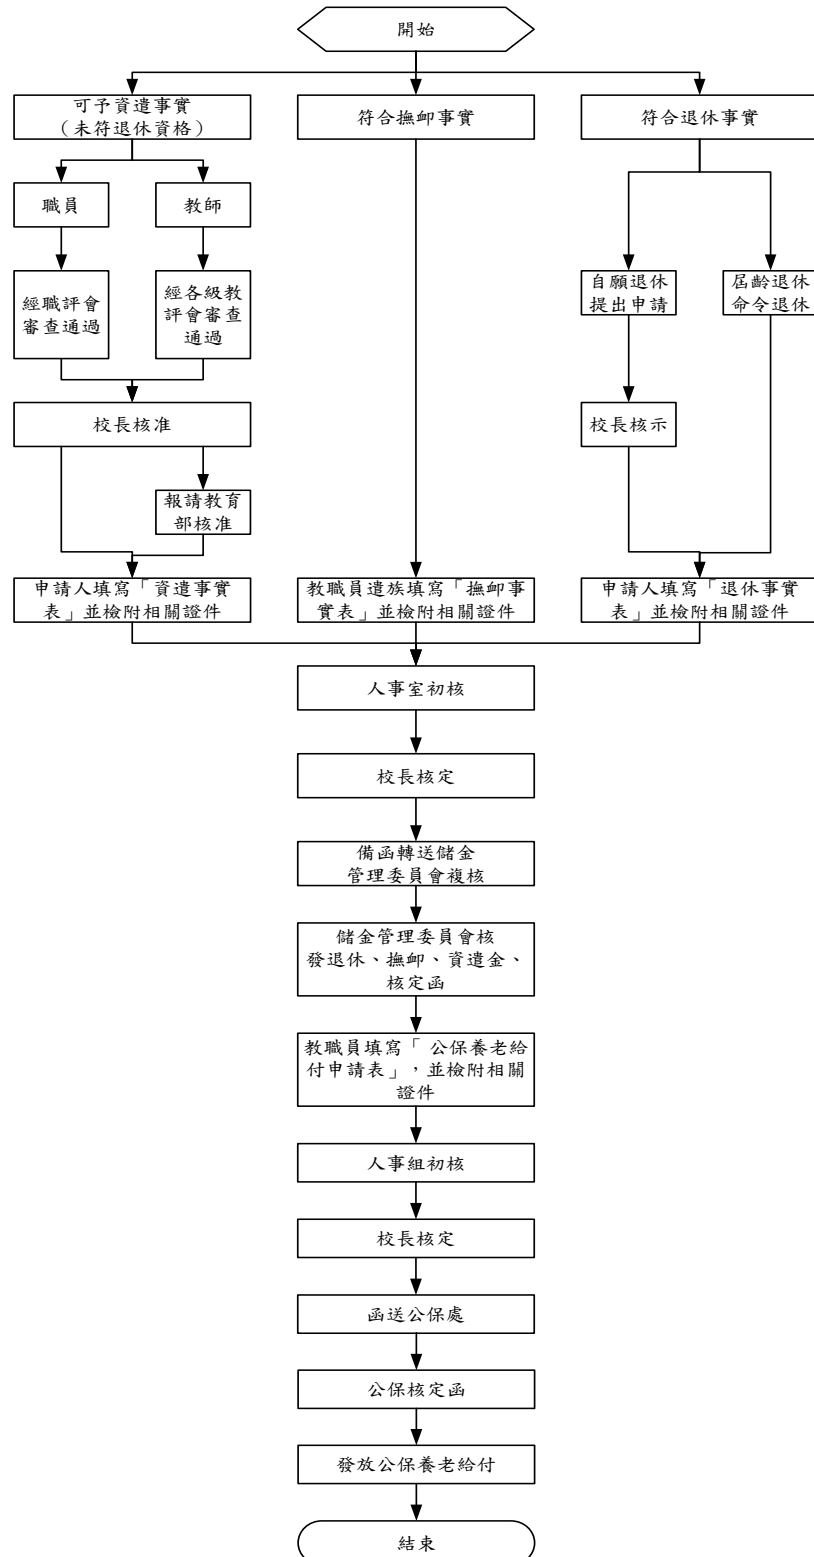 開始
可予資遣事實
（未符退休資格）
符合撫卹事實
符合退休事實
職員
教師
經職評會
審查通過
經各級教
評會審查
通過
自願退休
提出申請
屆齡退休
命令退休
校長核准
校長核示
報請教育
部核准
申請人填寫「資遣事實
表」並檢附相關證件
教職員遺族填寫「撫卹事
實表」並檢附相關證件
申請人填寫「退休事實
表」並檢附相關證件
人事室初核
校長核定
備函轉送儲金
管理委員會複核
儲金管理委員會核
發退休、撫卹、資遣金、
核定函
教職員填寫「 公保養老給
付申請表」，並檢附相關
證件
人事組初核
校長核定
函送公保處
公保核定函
發放公保養老給付
結束